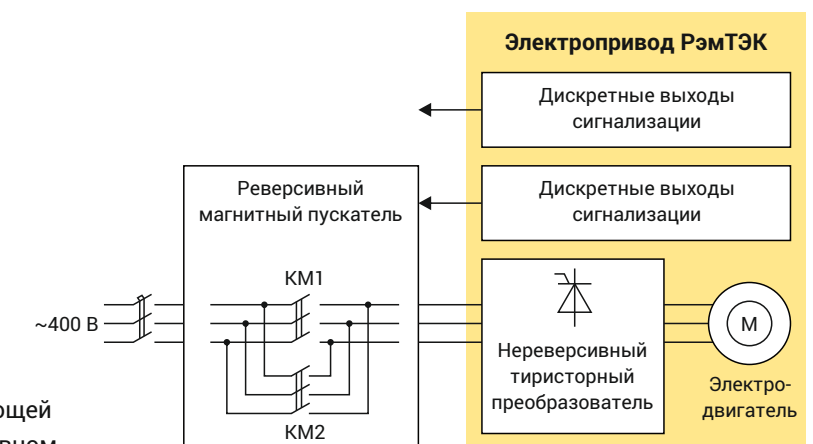 Электропривод РэмТЭК
Дискретные выходы
сигнализации
Реверсивный
магнитный пускатель
Дискретные выходы
сигнализации
КМ1
~400 В
М
Нереверсивный
тиристорный
преобразователь
Электро-
двигатель
КМ2